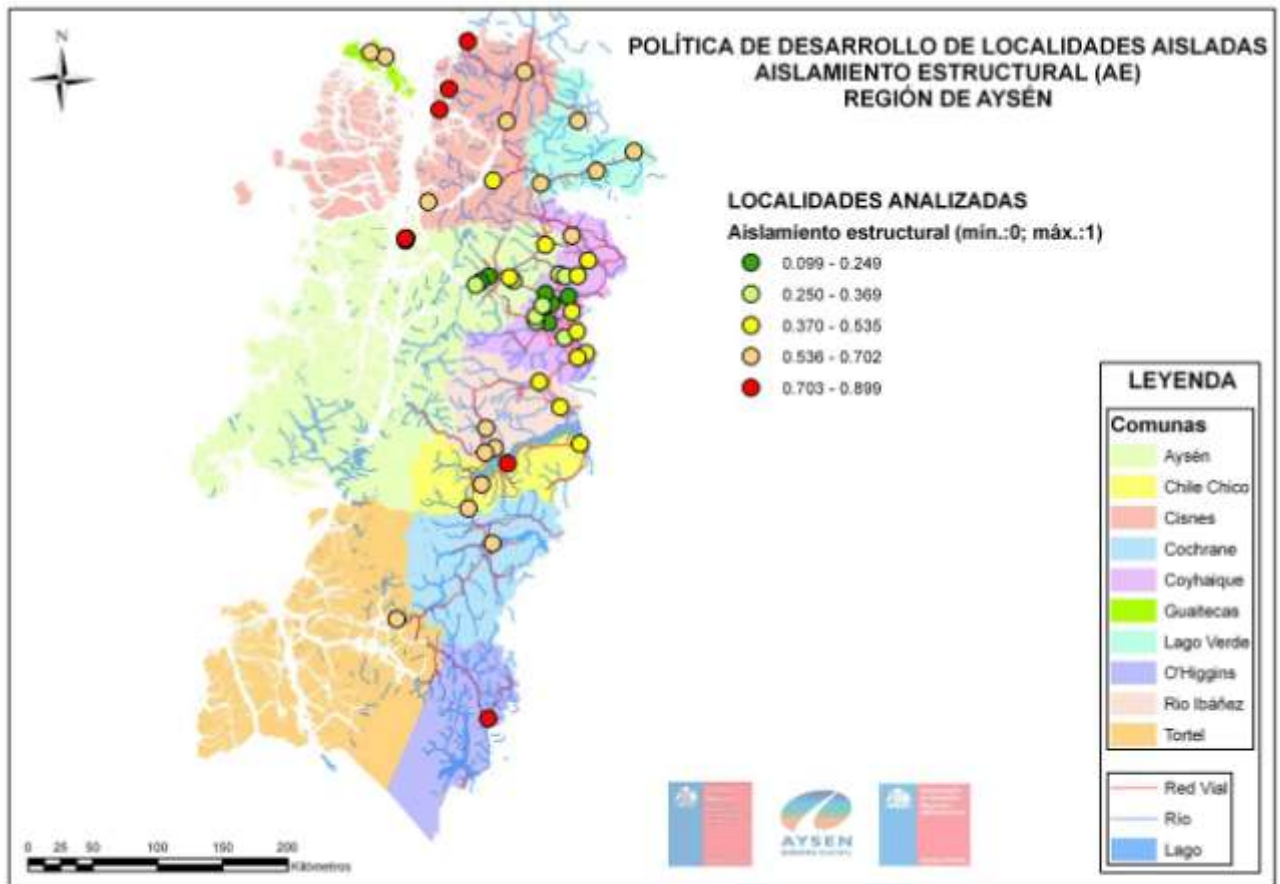 N
POLÍTICA DE DESARROLLO DE LOCALIDADES AISLADAS
AISLAMIENTO ESTRUCTURAL (AE)
REGIÓN DE AYSÉN
LOCALIDADES ANALIZADAS
Aislamiento estructural (mín.:0; máx.:1)
0.099 - 0.249
0.250 - 0.369
0.370 - 0.535
0.536 - 0.702
0.703 - 0.899
LEYENDA
Comunas
Aysén
Chile Chico
Cisnes
Cochrane
Coyhaique
Guaitecas
Lago Verde
O'Higgins
Río Ibáñez
Tortel
Red Vial
Río
Lago
0 25 50 100 150 200
Kilómetros
AYSEN